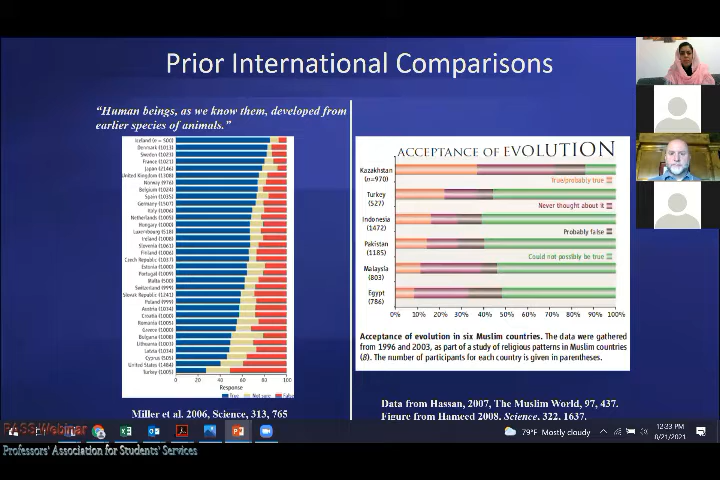 Prior International Comparisons
“Human beings, as we know them, developed from
earlier species of animals.”
Iceland (n = 500)
Denmark (1013)
Sweden (1023)
France (1021)
Japan (2146)
United Kingdom (1308)
Norway (976)
Belgium (1024)
Spain (1035)
Germany (1507)
Italy (1006)
Netherlands (1005)
Hungary (1000)
Luxembourg (518)
Ireland (1008)
Slovenia (1061)
Finland (1006)
Czech Republic (1037)
Estonia (1000)
Portugal (1009)
Malta (500)
Switzerland (999)
Slovak Republic (1241)
Poland (999)
Austria (1034)
Croatia (1000)
Romania (1005)
Greece (1000)
Bulgaria (1008)
Lithuania (1003)
Latvia (1034)
Cyprus (505)
United States (1484)
Turkey (1005)
0 20 40 60 80 100
Response
True Not sure False
Miller et al. 2006, Science, 313, 765
ACCEPTANCE OF EVOLUTION
Kazakhstan
(n=970)
True/probably true
Turkey
(527)
Never thought about it
Indonesia
(1472)
Probably false
Pakistan
(1185)
Could not possibly be true
Malaysia
(803)
Egypt
(786)
0% 10% 20% 30% 40% 50% 60% 70% 80% 90% 100%
Acceptance of evolution in six Muslim countries. The data were gathered
from 1996 and 2003, as part of a study of religious patterns in Muslim countries
(8). The number of participants for each country is given in parentheses.
Data from Hassan, 2007, The Muslim World, 97, 437.
Figure from Hameed 2008, Science, 322, 1637.
PASS Webinar
79°F Mostly cloudy
12:33 PM
8/21/2021
Professors' Association for Students' Services